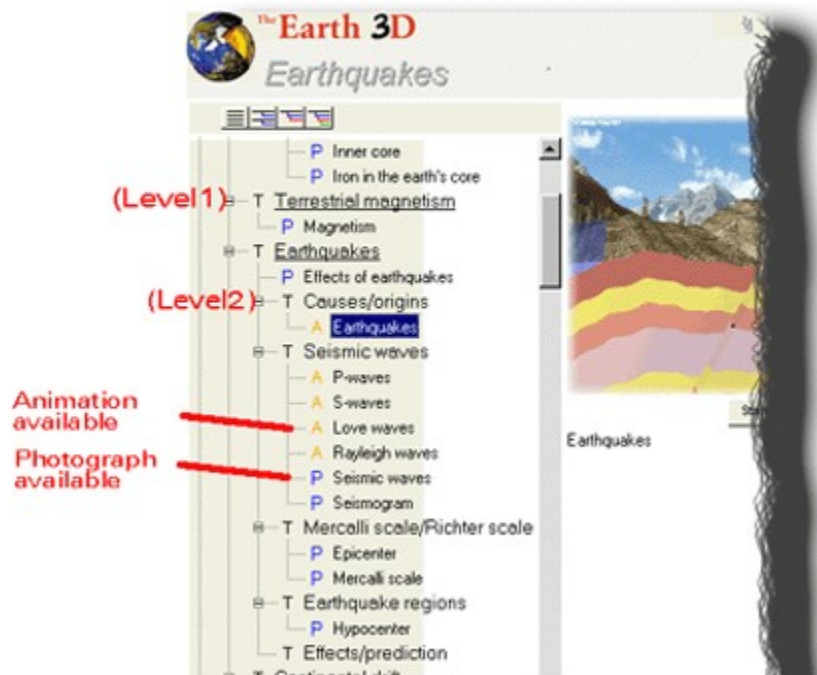 The Earth 3D
Earthquakes
P Inner core
P Iron in the earth's core
(Level1) T Terrestrial magnetism
P Magnetism
T Earthquakes
P Effects of earthquakes
(Level2) T Causes/origins
A Earthquakes
T Seismic waves
A P-waves
A S-waves
Animation
available
A Love waves
A Rayleigh waves
Photograph
available
P Seismic waves
P Seismogram
T Mercalli scale/Richter scale
P Epicenter
P Mercalli scale
T Earthquake regions
P Hypocenter
T Effects/prediction
T Continental drift
Earthquakes